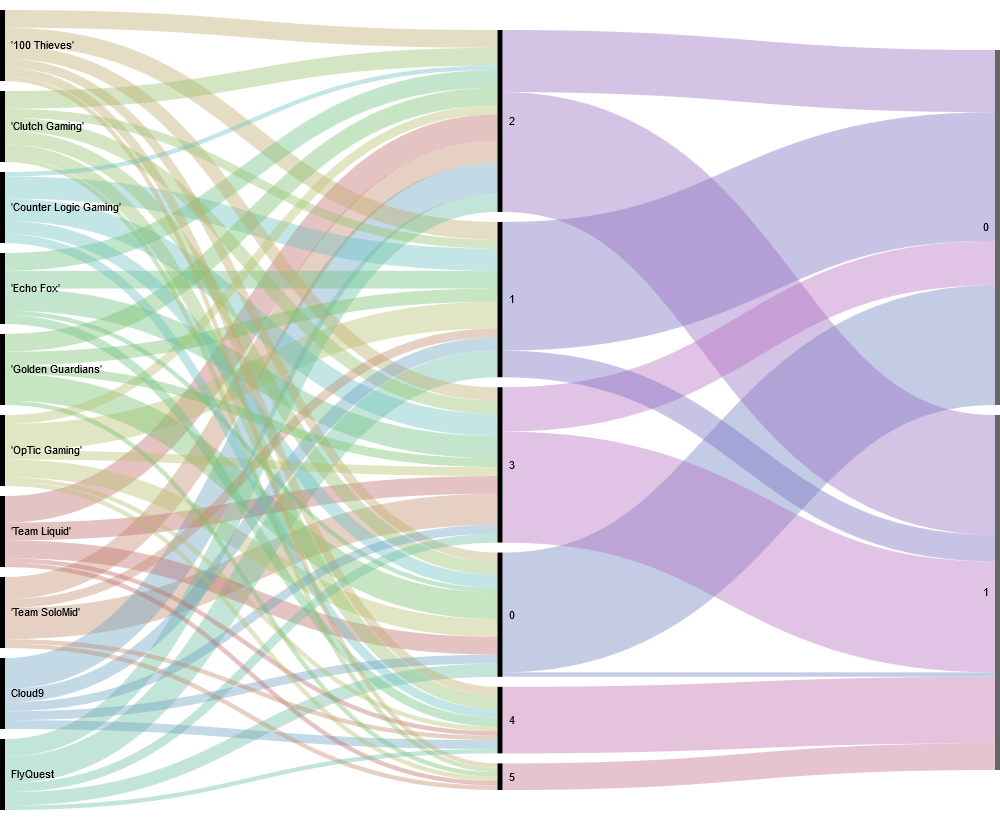 '100 Thieves'
'Clutch Gaming'
'Counter Logic Gaming'
'Echo Fox'
'Golden Guardians'
'OpTic Gaming'
'Team Liquid'
'Team SoloMid'
Cloud9
FlyQuest
2
1
3
0
4
5
0
1